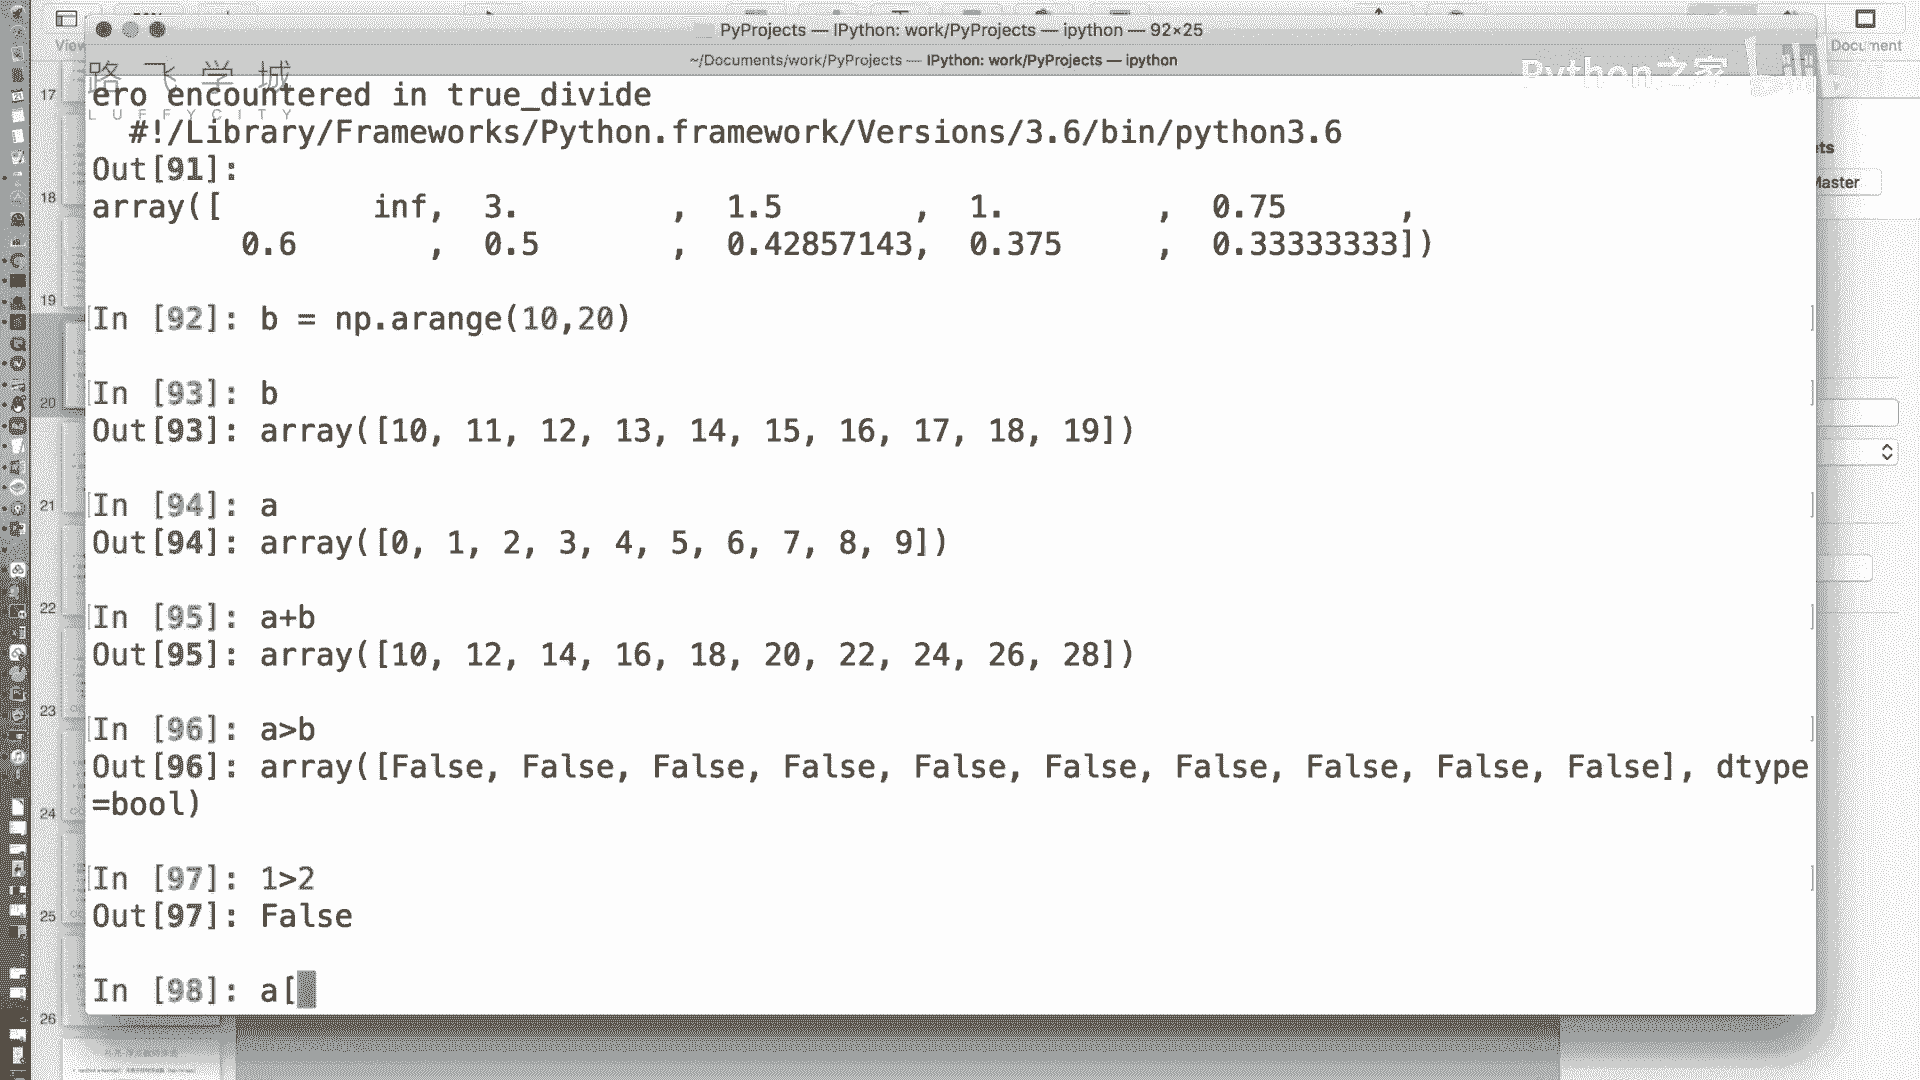 PyProjects — IPython: work/PyProjects — ipython — 92×25
~/Documents/work/PyProjects — IPython: work/PyProjects — ipython
View
Document
路飞学城
LUFFYCITY
Python之家
ero encountered in true_divide
#!/Library/Frameworks/Python.framework/Versions/3.6/bin/python3.6
Out[91]:
array([        inf,  3.        ,  1.5       ,  1.        ,  0.75      ,
        0.6       ,  0.5       ,  0.42857143,  0.375     ,  0.33333333])
In [92]: b = np.arange(10,20)
In [93]: b
Out[93]: array([10, 11, 12, 13, 14, 15, 16, 17, 18, 19])
In [94]: a
Out[94]: array([0, 1, 2, 3, 4, 5, 6, 7, 8, 9])
In [95]: a+b
Out[95]: array([10, 12, 14, 16, 18, 20, 22, 24, 26, 28])
In [96]: a>b
Out[96]: array([False, False, False, False, False, False, False, False, False, False], dtype
=bool)
In [97]: 1>2
Out[97]: False
In [98]: a[
17
18
19
20
21
22
23
24
25
26
ets
Master